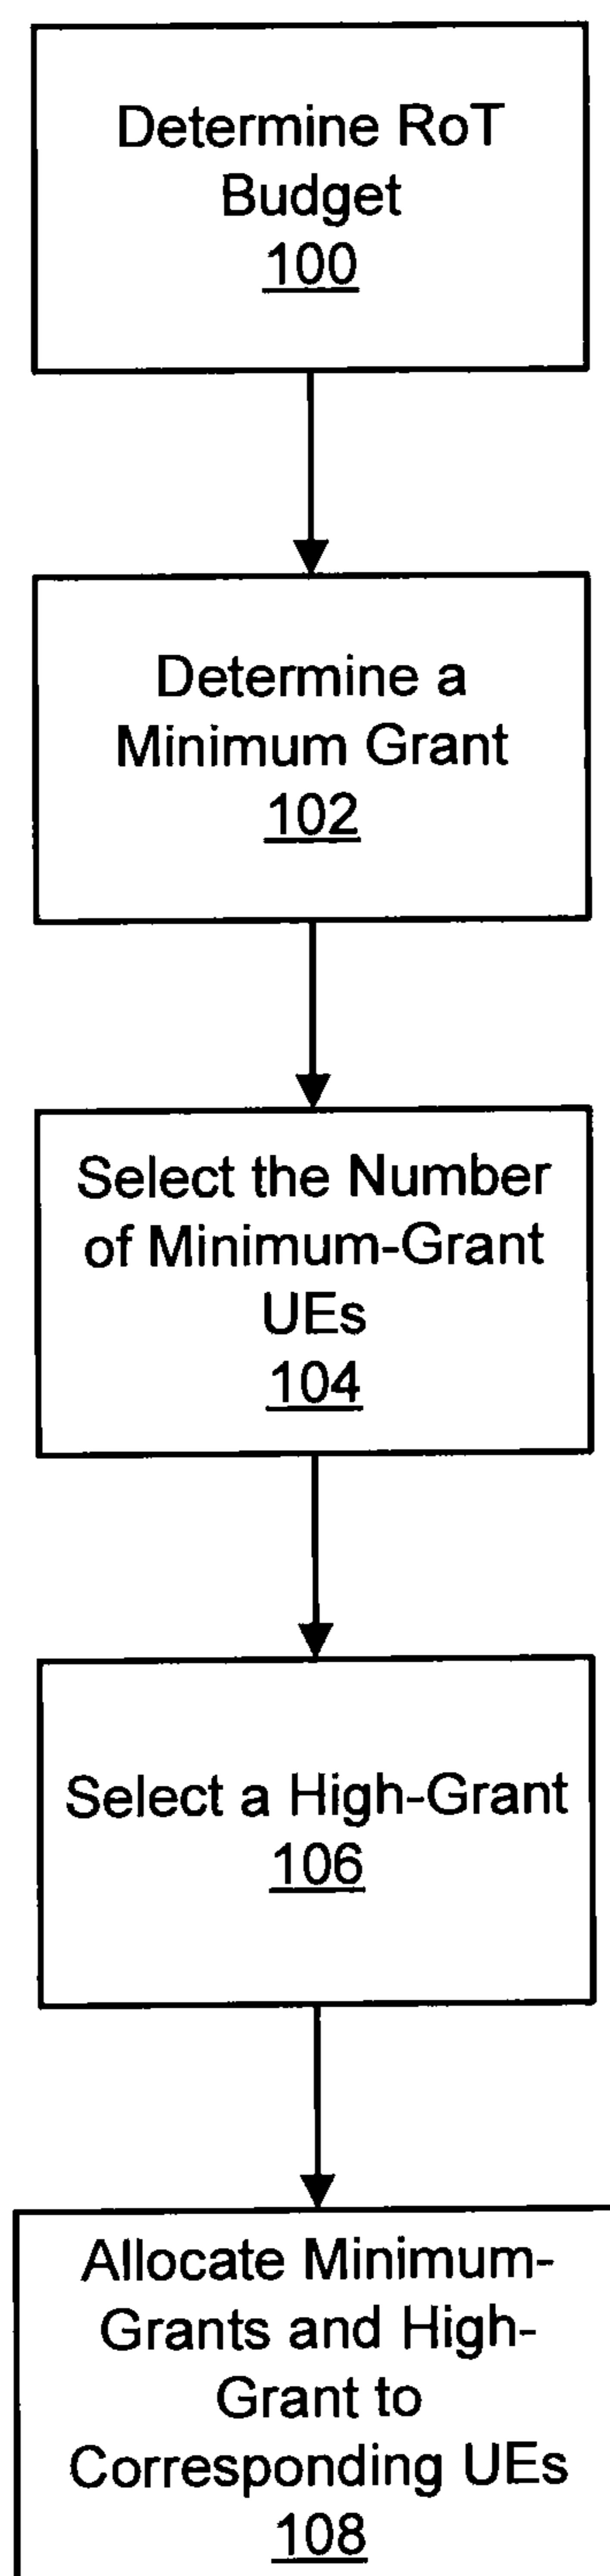 Determine RoT
Budget
100
Determine a
Minimum Grant
102
Select the Number
of Minimum-Grant
UEs
104
Select a High-Grant
106
Allocate Minimum-
Grants and High-
Grant to
Corresponding UEs
108